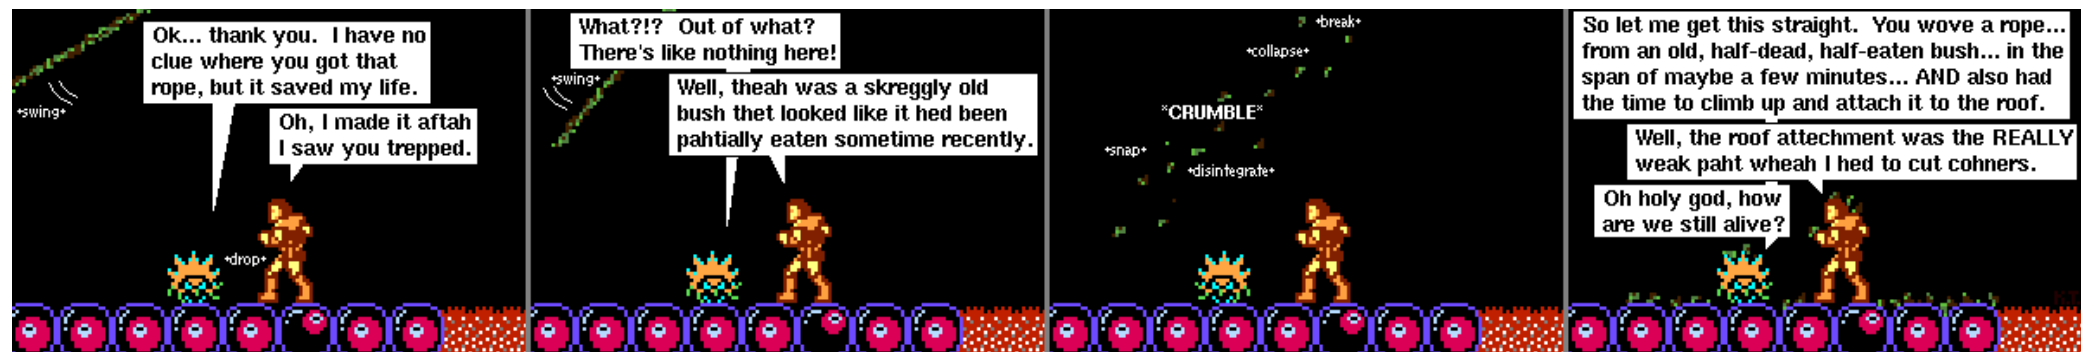 Ok... thank you.  I have no
clue where you got that
rope, but it saved my life.
*swing*
Oh, I made it aftah
I saw you trepped.
*drop*
What?!?  Out of what?
There's like nothing here!
*swing*
Well, theah was a skreggly old
bush thet looked like it hed been
pahtially eaten sometime recently.
*break*
*collapse*
*CRUMBLE*
*snap*
*disintegrate*
So let me get this straight.  You wove a rope...
from an old, half-dead, half-eaten bush... in the
span of maybe a few minutes... AND also had
the time to climb up and attach it to the roof.
Well, the roof attechment was the REALLY
weak paht wheah I hed to cut cohners.
Oh holy god, how
are we still alive?